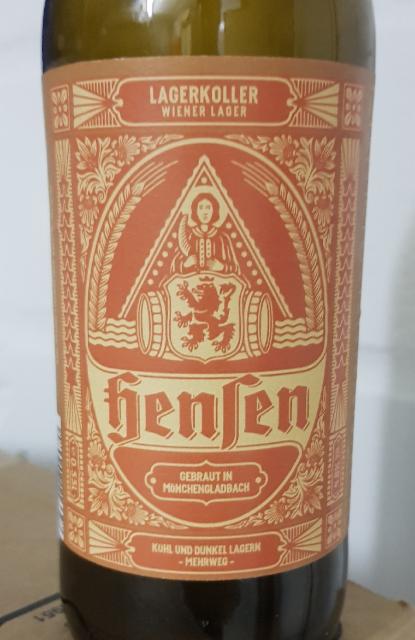 LAGERKOLLER
WIENER LAGER
Hensen
GEBRAUT IN
MÖNCHENGLADBACH
KÜHL UND DUNKEL LAGERN
- MEHRWEG -